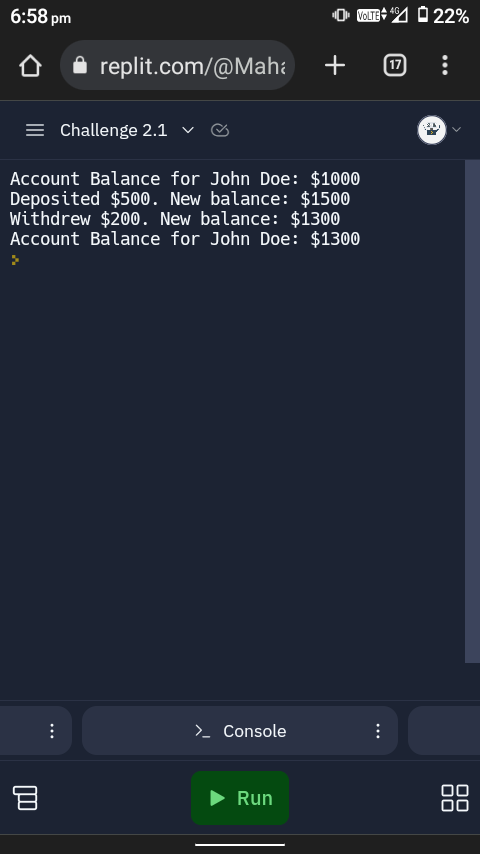 6:58 pm VoLTE 4G 22%
replit.com/@Maha
17
Challenge 2.1
Account Balance for John Doe: $1000
Deposited $500. New balance: $1500
Withdrew $200. New balance: $1300
Account Balance for John Doe: $1300
Console
Run